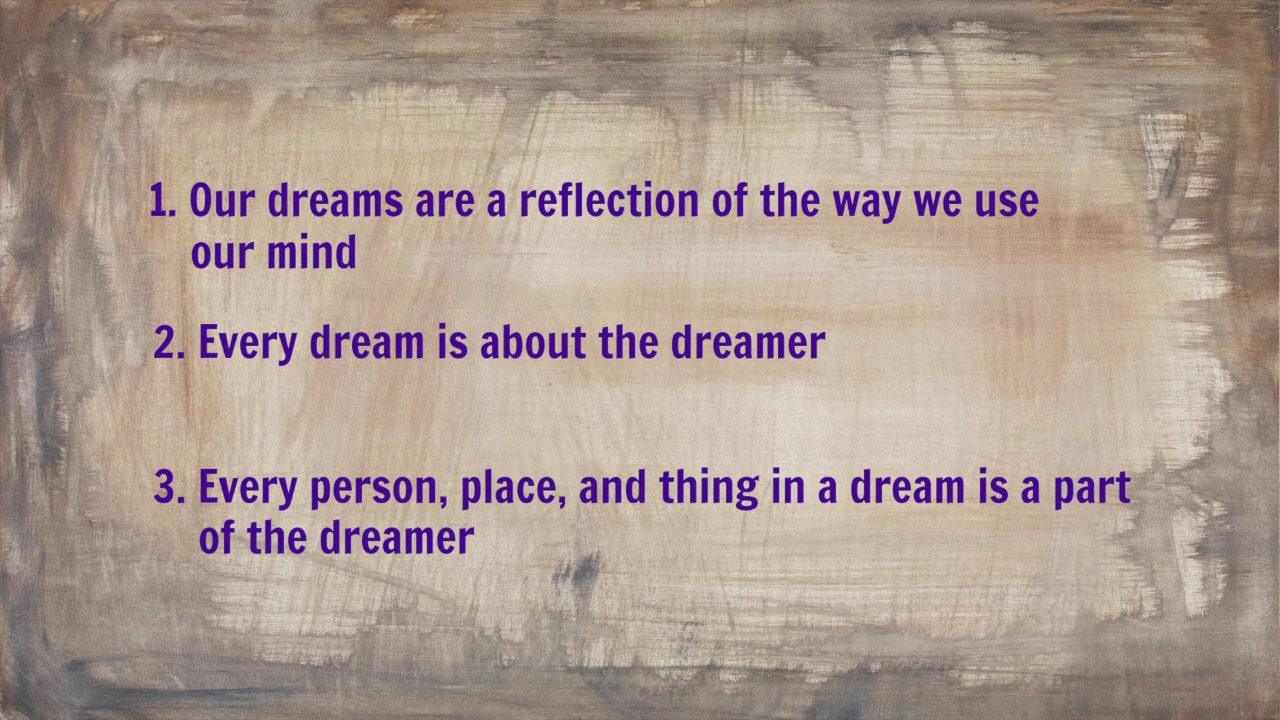 1. Our dreams are a reflection of the way we use
our mind
2. Every dream is about the dreamer
3. Every person, place, and thing in a dream is a part
of the dreamer